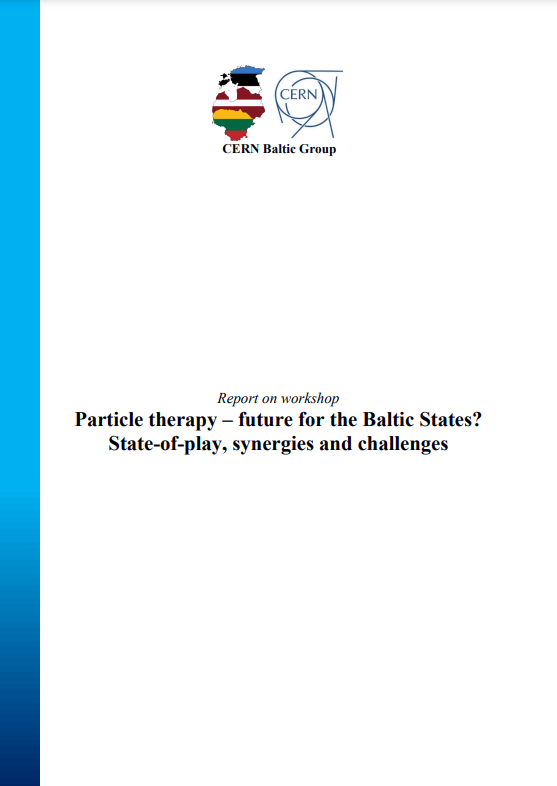 CERN
CERN Baltic Group
Report on workshop
Particle therapy – future for the Baltic States?
State-of-play, synergies and challenges